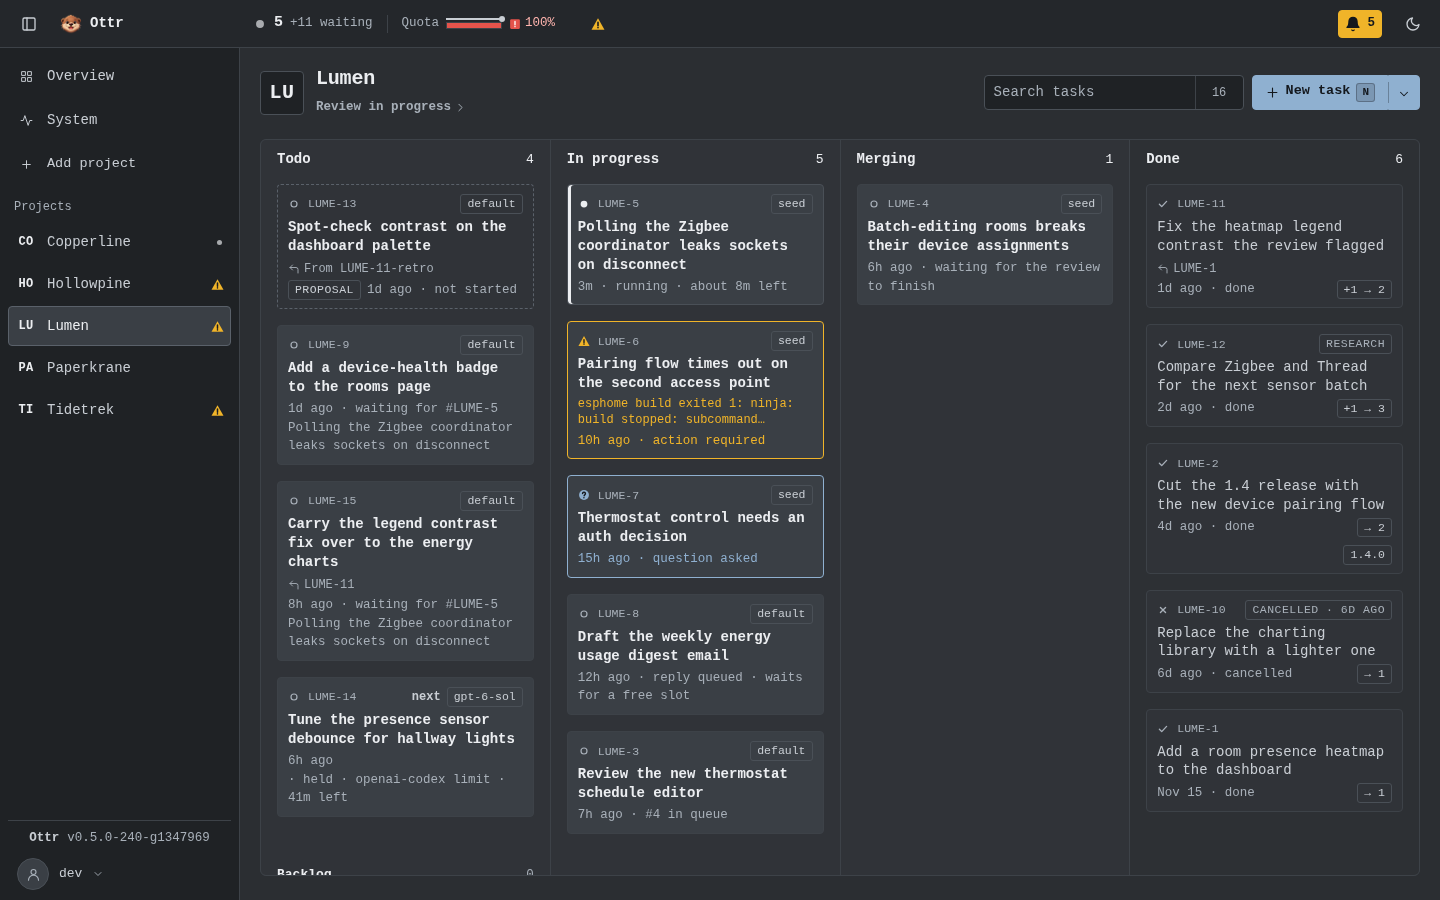 Ottr
5 +11 waiting
Quota
100%
5
Overview
System
Add project
Projects
CO Copperline
HO Hollowpine
LU Lumen
PA Paperkrane
TI Tidetrek
Ottr v0.5.0-240-g1347969
dev
LU
Lumen
Review in progress
Search tasks
16
New task N
Todo 4
LUME-13 default
Spot-check contrast on the
dashboard palette
From LUME-11-retro
PROPOSAL 1d ago · not started
LUME-9 default
Add a device-health badge
to the rooms page
1d ago · waiting for #LUME-5
Polling the Zigbee coordinator
leaks sockets on disconnect
LUME-15 default
Carry the legend contrast
fix over to the energy
charts
LUME-11
8h ago · waiting for #LUME-5
Polling the Zigbee coordinator
leaks sockets on disconnect
LUME-14 next gpt-6-sol
Tune the presence sensor
debounce for hallway lights
6h ago
· held · openai-codex limit ·
41m left
Backlog 0
In progress 5
LUME-5 seed
Polling the Zigbee
coordinator leaks sockets
on disconnect
3m · running · about 8m left
LUME-6 seed
Pairing flow times out on
the second access point
esphome build exited 1: ninja:
build stopped: subcommand…
10h ago · action required
LUME-7 seed
Thermostat control needs an
auth decision
15h ago · question asked
LUME-8 default
Draft the weekly energy
usage digest email
12h ago · reply queued · waits
for a free slot
LUME-3 default
Review the new thermostat
schedule editor
7h ago · #4 in queue
Merging 1
LUME-4 seed
Batch-editing rooms breaks
their device assignments
6h ago · waiting for the review
to finish
Done 6
LUME-11
Fix the heatmap legend
contrast the review flagged
LUME-1
1d ago · done +1 → 2
LUME-12 RESEARCH
Compare Zigbee and Thread
for the next sensor batch
2d ago · done +1 → 3
LUME-2
Cut the 1.4 release with
the new device pairing flow
4d ago · done → 2
1.4.0
LUME-10 CANCELLED · 6D AGO
Replace the charting
library with a lighter one
6d ago · cancelled → 1
LUME-1
Add a room presence heatmap
to the dashboard
Nov 15 · done → 1